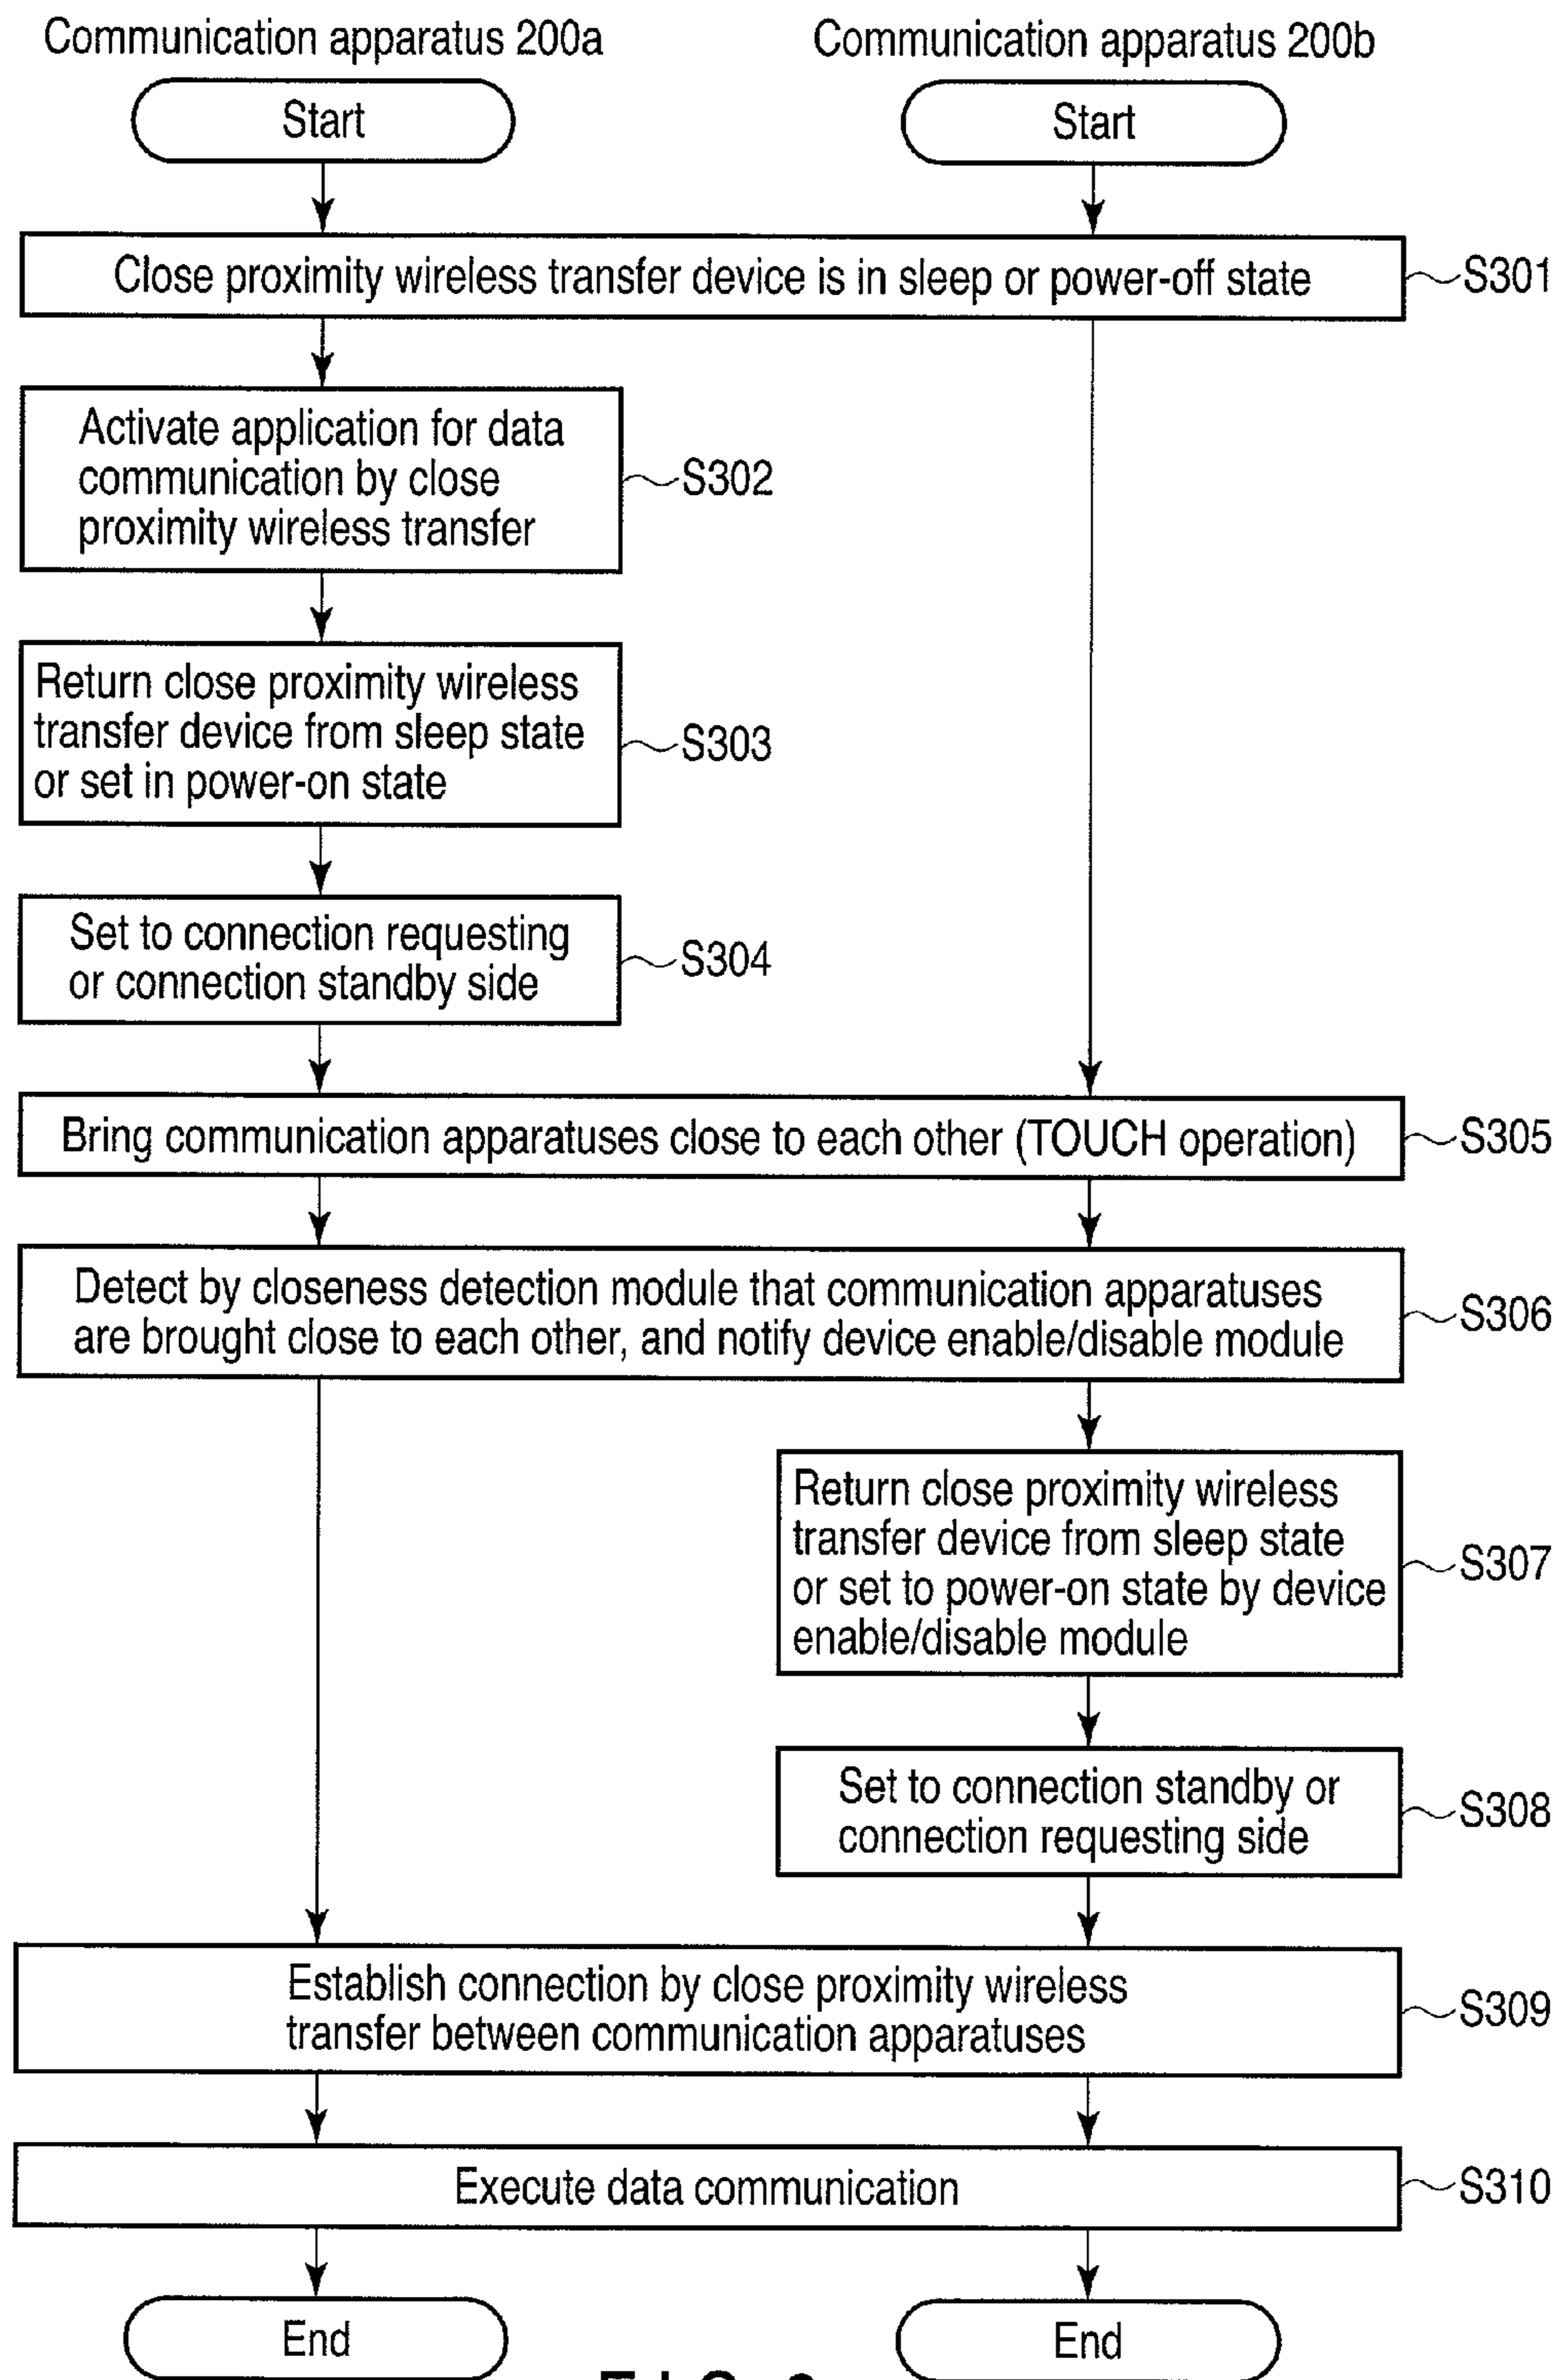 Communication apparatus 200a
Communication apparatus 200b
Start
Start
Close proximity wireless transfer device is in sleep or power-off state
S301
Activate application for data
communication by close
proximity wireless transfer
S302
Return close proximity wireless
transfer device from sleep state
or set in power-on state
S303
Set to connection requesting
or connection standby side
S304
Bring communication apparatuses close to each other (TOUCH operation)
S305
Detect by closeness detection module that communication apparatuses
are brought close to each other, and notify device enable/disable module
S306
Return close proximity wireless
transfer device from sleep state
or set to power-on state by device
enable/disable module
S307
Set to connection standby or
connection requesting side
S308
Establish connection by close proximity wireless
transfer between communication apparatuses
S309
Execute data communication
S310
End
End